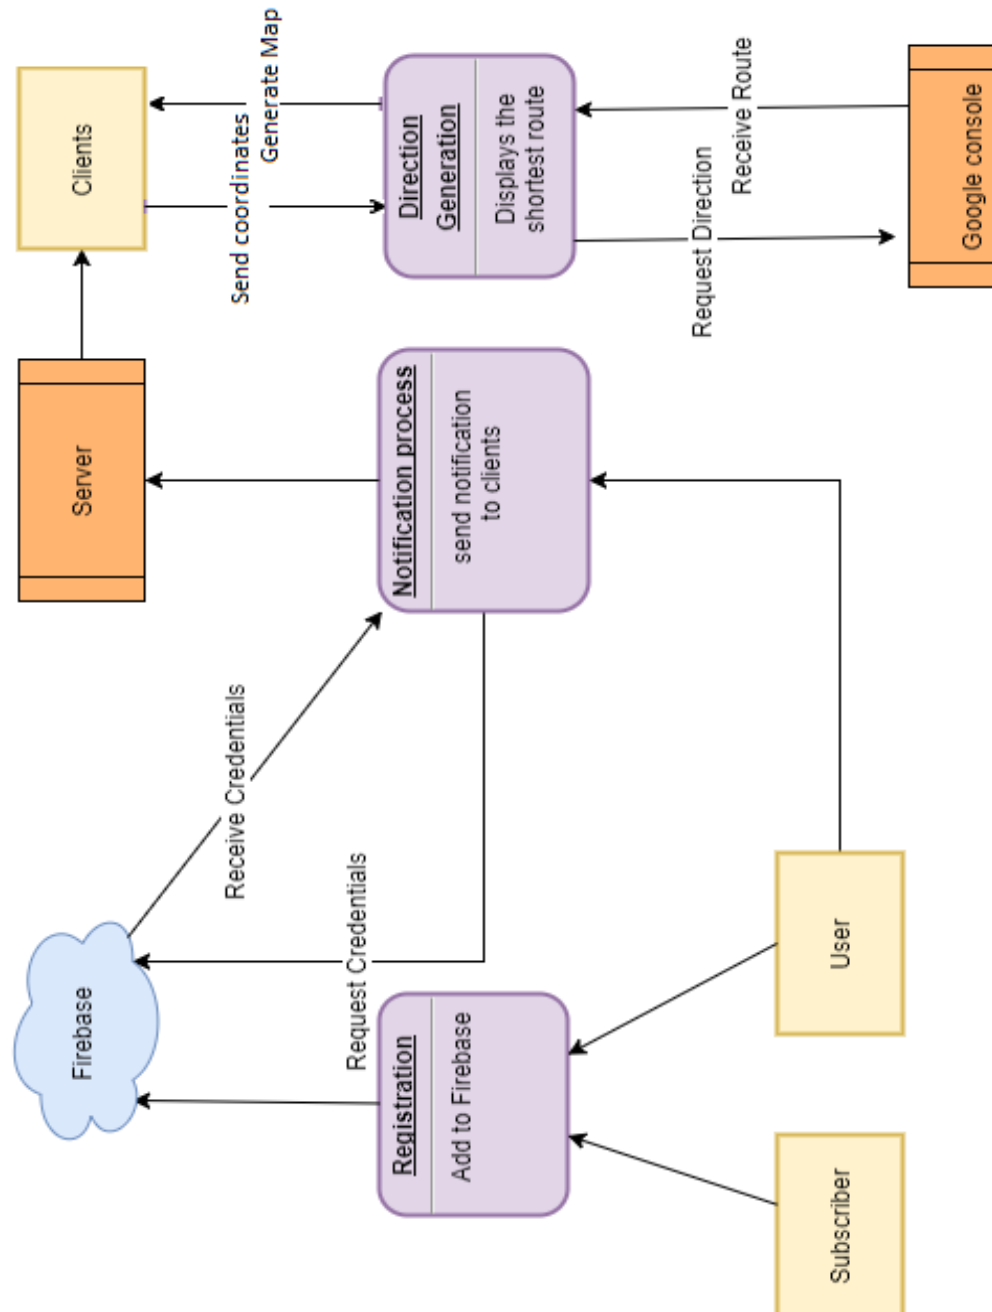 Firebase
Server
Clients
Receive Credentials
Send coordinates
Generate Map
Request Credentials
Registration
Add to Firebase
Notification process
send notification
to clients
Direction
Generation
Displays the
shortest route
Request Direction
Receive Route
Subscriber
User
Google console